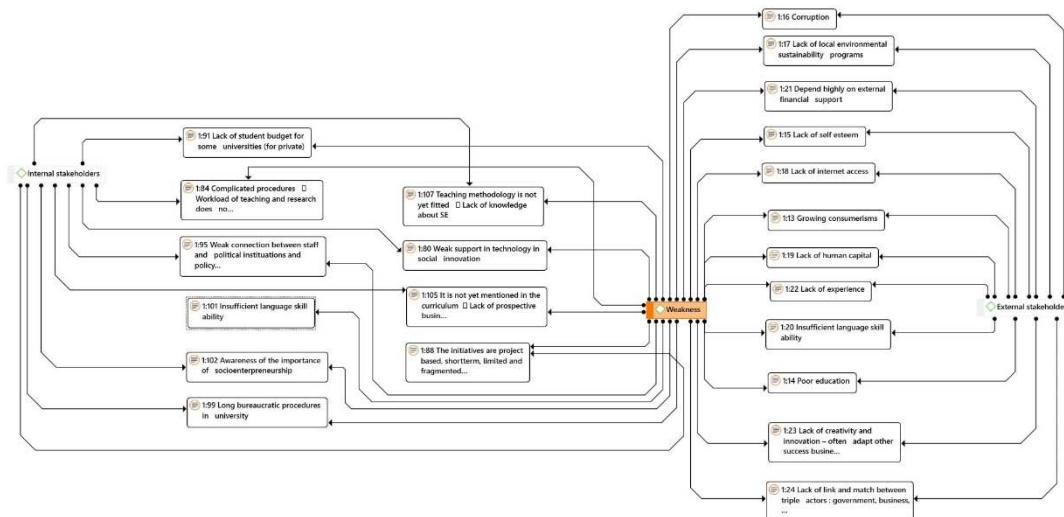 1:16 Corruption
1:17 Lack of local environmental
sustainability programs
1:21 Depend highly on external
financial support
1:91 Lack of student budget for
some universities (for private)
1:15 Lack of self esteem
Internal stakeholders
1:18 Lack of internet access
1:84 Complicated procedures
Workload of teaching and research
does no...
1:107 Teaching methodology is not
yet fitted Lack of knowledge
about SE
1:13 Growing consumerisms
1:95 Weak connection between staff
and political instituations and
policy...
1:80 Weak support in technology in
social innovation
1:19 Lack of human capital
1:22 Lack of experience
1:105 It is not yet mentioned in the
curriculum Lack of prospective
busin...
1:101 Insufficient language skill
ability
Weakness
External stakeholde
1:20 Insufficient language skill
ability
1:88 The initiatives are project
based, shortterm, limited and
fragmented...
1:102 Awareness of the importance
of socioenterpreneurship
1:14 Poor education
1:99 Long bureaucratic procedures
in university
1:23 Lack of creativity and
innovation – often adapt other
success busine...
1:24 Lack of link and match between
triple actors : government, business,
...